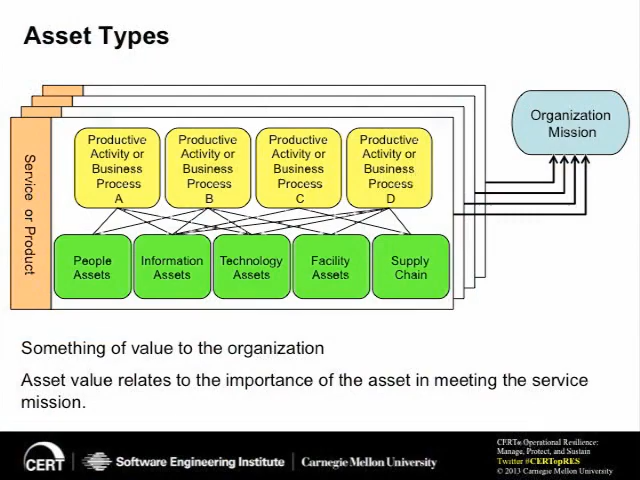 Asset Types
Service or Product
Productive
Activity or
Business
Process
A
Productive
Activity or
Business
Process
B
Productive
Activity or
Business
Process
C
Productive
Activity or
Business
Process
D
Organization
Mission
People
Assets
Information
Assets
Technology
Assets
Facility
Assets
Supply
Chain
Something of value to the organization
Asset value relates to the importance of the asset in meeting the service
mission.
CERT
Software Engineering Institute
Carnegie Mellon University
CERT® Operational Resilience:
Manage, Protect, and Sustain
Twitter #CERTopRES
© 2013 Carnegie Mellon University